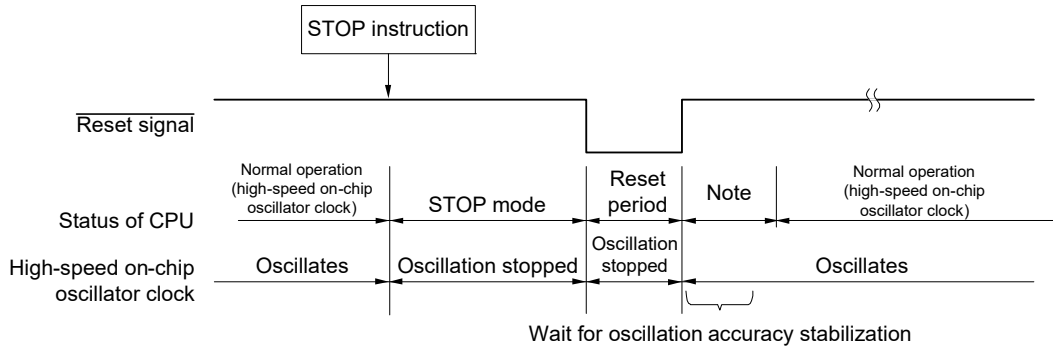 STOP instruction
Reset signal
Status of CPU
Normal operation
(high-speed on-chip
oscillator clock)
STOP mode
Reset
period
Note
Normal operation
(high-speed on-chip
oscillator clock)
High-speed on-chip
oscillator clock
Oscillates
Oscillation stopped
Oscillation
stopped
Oscillates
Wait for oscillation accuracy stabilization